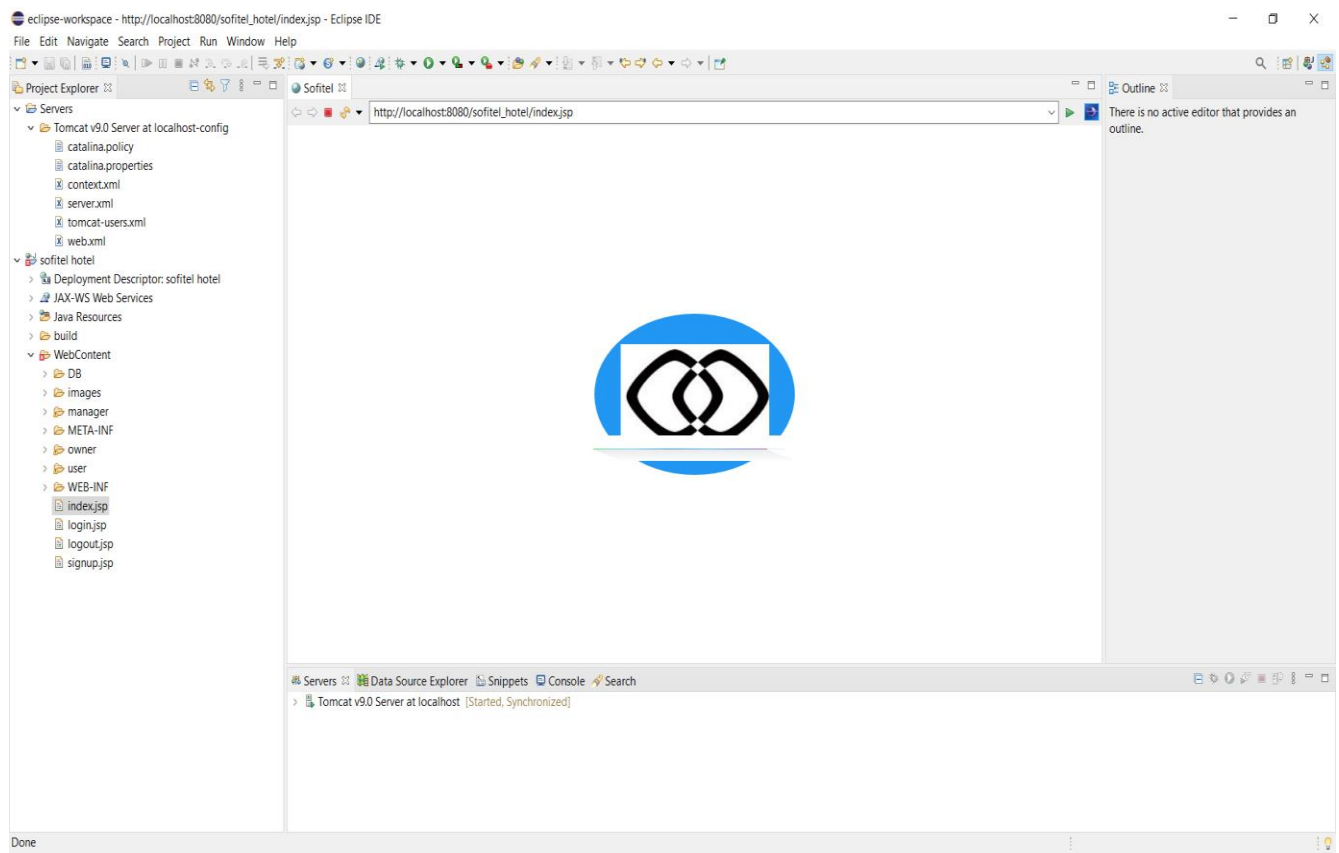 eclipse-workspace - http://localhost:8080/sofitel_hotel/index.jsp - Eclipse IDE
File Edit Navigate Search Project Run Window Help
Project Explorer
Servers
Tomcat v9.0 Server at localhost-config
catalina.policy
catalina.properties
context.xml
server.xml
tomcat-users.xml
web.xml
sofitel hotel
Deployment Descriptor: sofitel hotel
JAX-WS Web Services
Java Resources
build
WebContent
DB
images
manager
META-INF
owner
user
WEB-INF
index.jsp
login.jsp
logout.jsp
signup.jsp
Sofitel
http://localhost:8080/sofitel_hotel/index.jsp
Outline
There is no active editor that provides an
outline.
Servers Data Source Explorer Snippets Console Search
Tomcat v9.0 Server at localhost [Started, Synchronized]
Done